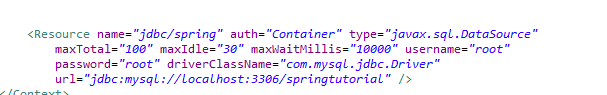 <Resource name="jdbc/spring" auth="Container" type="javax.sql.DataSource"
maxTotal="100" maxIdle="30" maxWaitMillis="10000" username="root"
password="root" driverClassName="com.mysql.jdbc.Driver"
url="jdbc:mysql://localhost:3306/springtutorial" />
</Context>